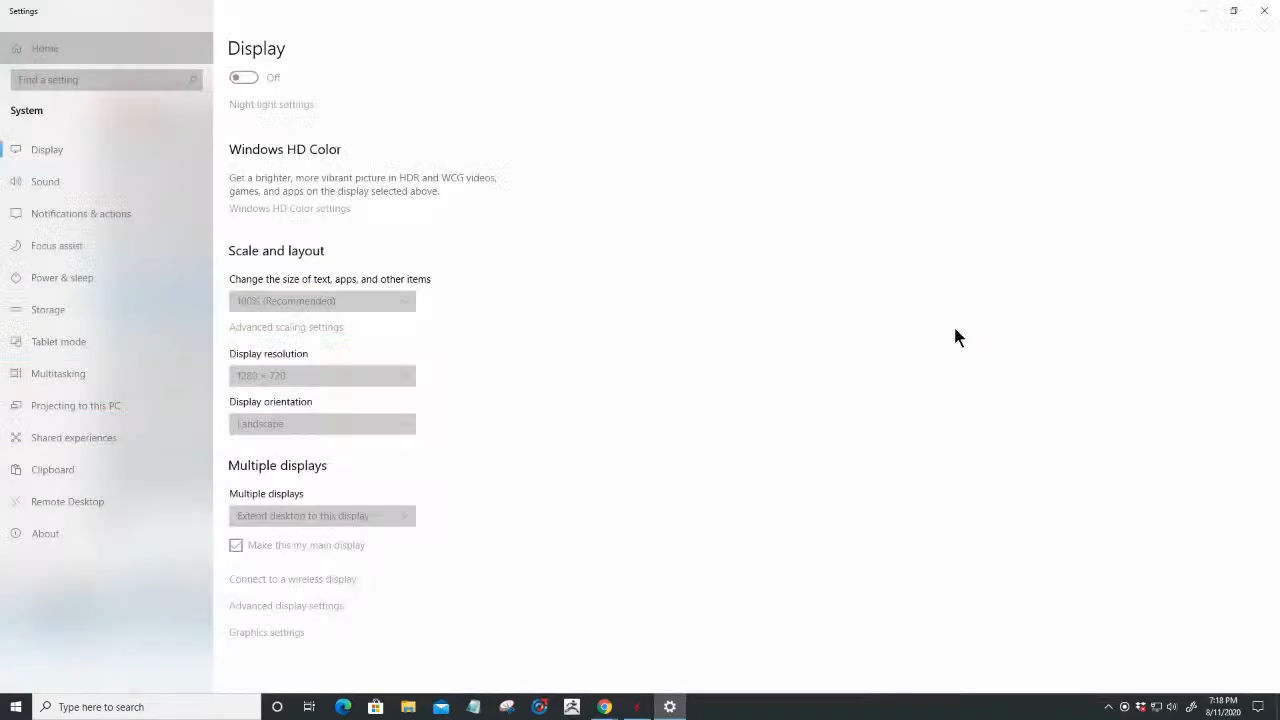 Settings
Home
Find a setting
System
Display
Sound
Notifications & actions
Focus assist
Power & sleep
Storage
Tablet mode
Multitasking
Projecting to this PC
Shared experiences
Clipboard
Remote Desktop
About
Display
Off
Night light settings
Windows HD Color
Get a brighter, more vibrant picture in HDR and WCG videos,
games, and apps on the display selected above.
Windows HD Color settings
Scale and layout
Change the size of text, apps, and other items
100% (Recommended)
Advanced scaling settings
Display resolution
1280 × 720
Display orientation
Landscape
Multiple displays
Multiple displays
Extend desktop to this display
Make this my main display
Connect to a wireless display
Advanced display settings
Graphics settings
Type here to search
7:18 PM
8/11/2020